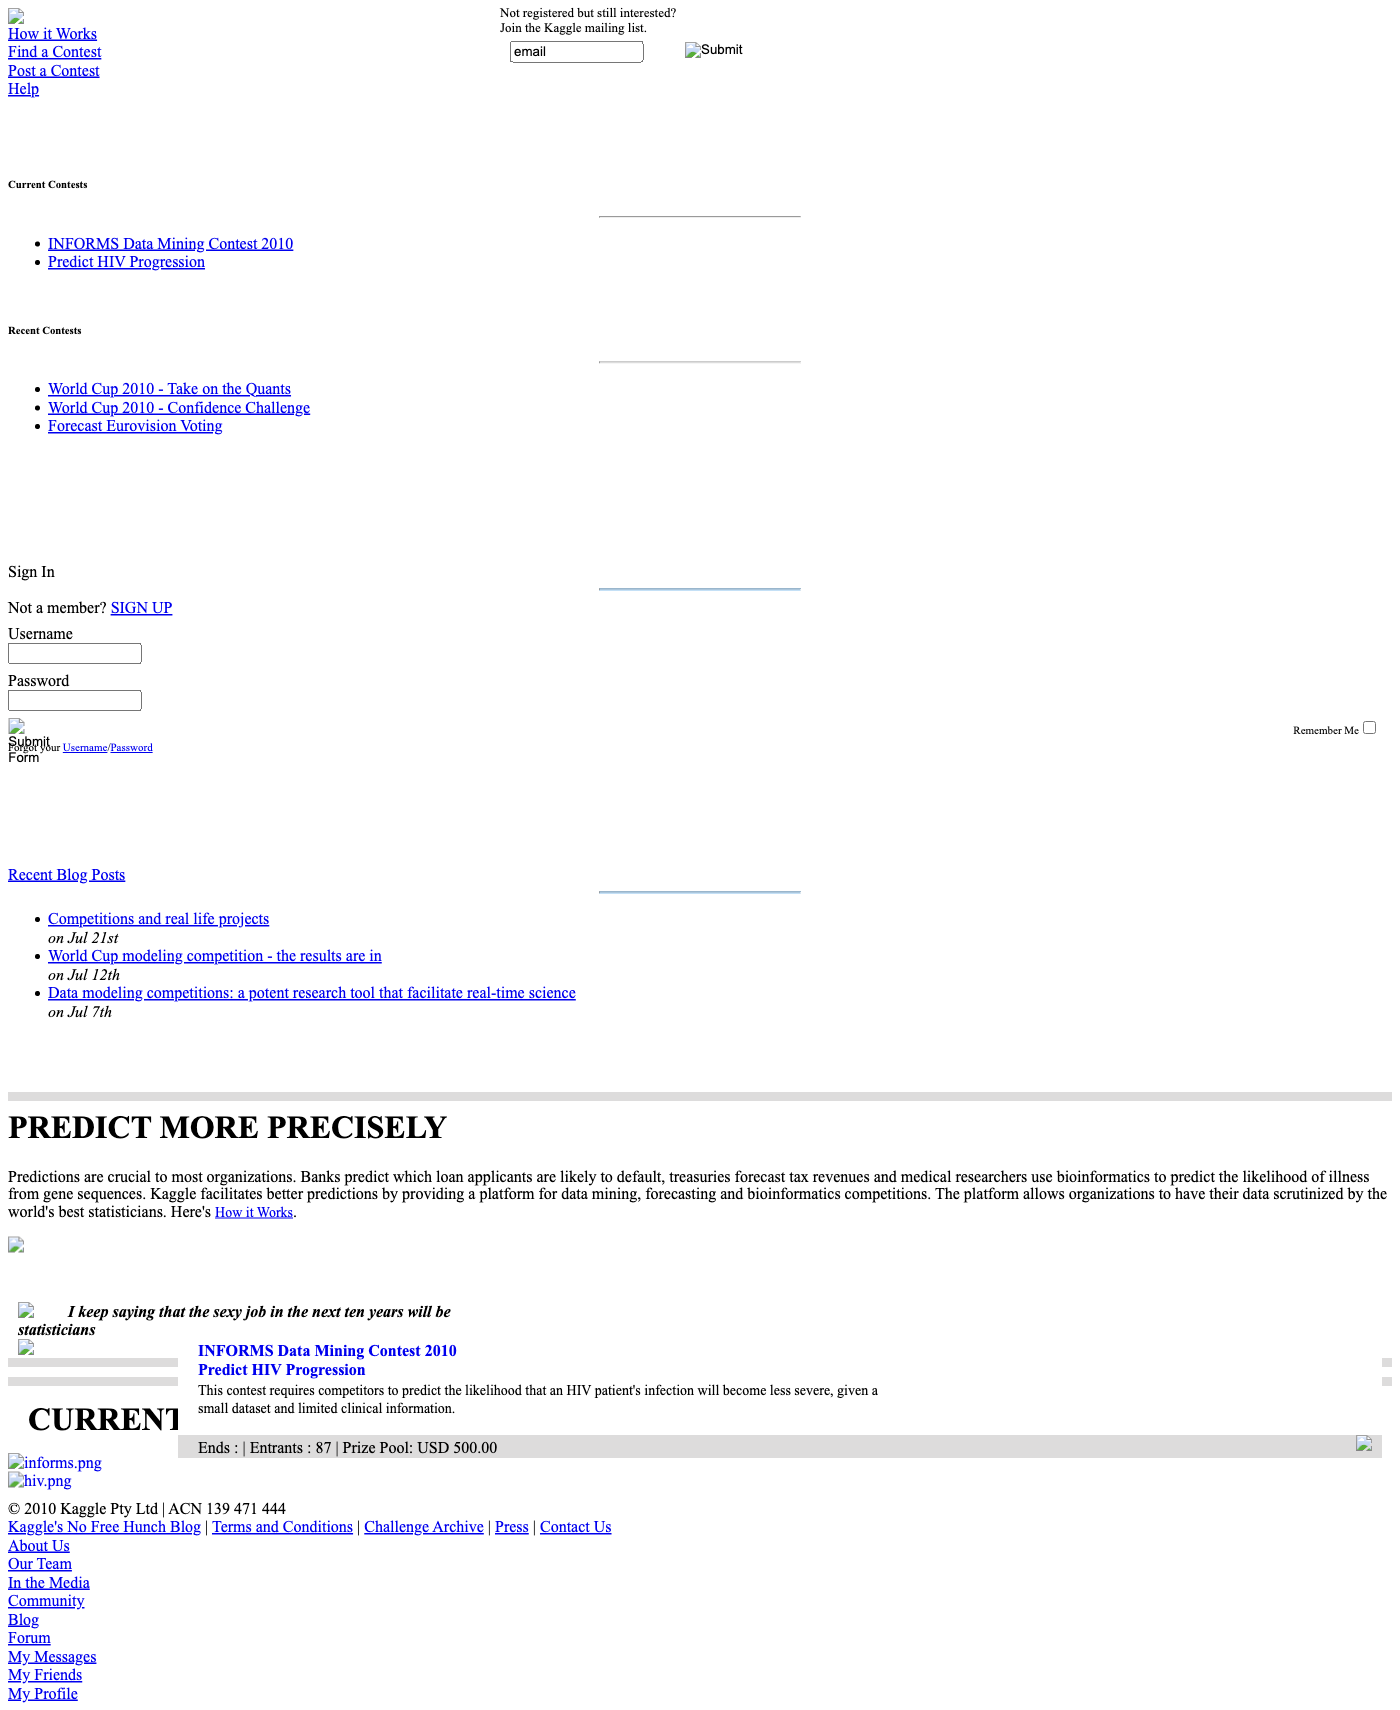 Not registered but still interested?
Join the Kaggle mailing list.
email
Submit
How it Works
Find a Contest
Post a Contest
Help
Current Contests
INFORMS Data Mining Contest 2010
Predict HIV Progression
Recent Contests
World Cup 2010 - Take on the Quants
World Cup 2010 - Confidence Challenge
Forecast Eurovision Voting
Sign In
Not a member? SIGN UP
Username
Password
Submit
Form
Remember Me
Forgot your Username/Password
Recent Blog Posts
Competitions and real life projects
on Jul 21st
World Cup modeling competition - the results are in
on Jul 12th
Data modeling competitions: a potent research tool that facilitate real-time science
on Jul 7th
PREDICT MORE PRECISELY
Predictions are crucial to most organizations. Banks predict which loan applicants are likely to default, treasuries forecast tax revenues and medical researchers use bioinformatics to predict the likelihood of illness
from gene sequences. Kaggle facilitates better predictions by providing a platform for data mining, forecasting and bioinformatics competitions. The platform allows organizations to have their data scrutinized by the
world's best statisticians. Here's How it Works.
I keep saying that the sexy job in the next ten years will be
statisticians
INFORMS Data Mining Contest 2010
Predict HIV Progression
This contest requires competitors to predict the likelihood that an HIV patient's infection will become less severe, given a
small dataset and limited clinical information.
CURRENT
Ends : | Entrants : 87 | Prize Pool: USD 500.00
informs.png
hiv.png
© 2010 Kaggle Pty Ltd | ACN 139 471 444
Kaggle's No Free Hunch Blog | Terms and Conditions | Challenge Archive | Press | Contact Us
About Us
Our Team
In the Media
Community
Blog
Forum
My Messages
My Friends
My Profile